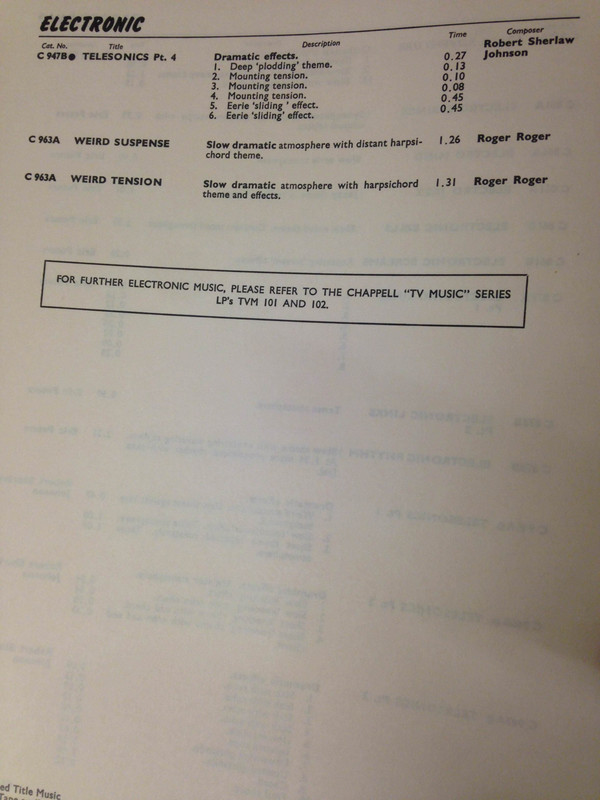 ELECTRONIC
Cat. No. Title Description Time Composer
C 947B● TELESONICS Pt. 4 Dramatic effects. Robert Sherlaw Johnson
1. Deep 'plodding' theme. 0.27
2. Mounting tension. 0.13
3. Mounting tension. 0.10
4. Mounting tension. 0.08
5. Eerie 'sliding ' effect. 0.45
6. Eerie 'sliding' effect. 0.45
C 963A WEIRD SUSPENSE Slow dramatic atmosphere with distant harpsi- 1.26 Roger Roger
chord theme.
C 963A WEIRD TENSION Slow dramatic atmosphere with harpsichord 1.31 Roger Roger
theme and effects.
FOR FURTHER ELECTRONIC MUSIC, PLEASE REFER TO THE CHAPPELL "TV MUSIC" SERIES
LP's TVM 101 AND 102.
ed Title Music